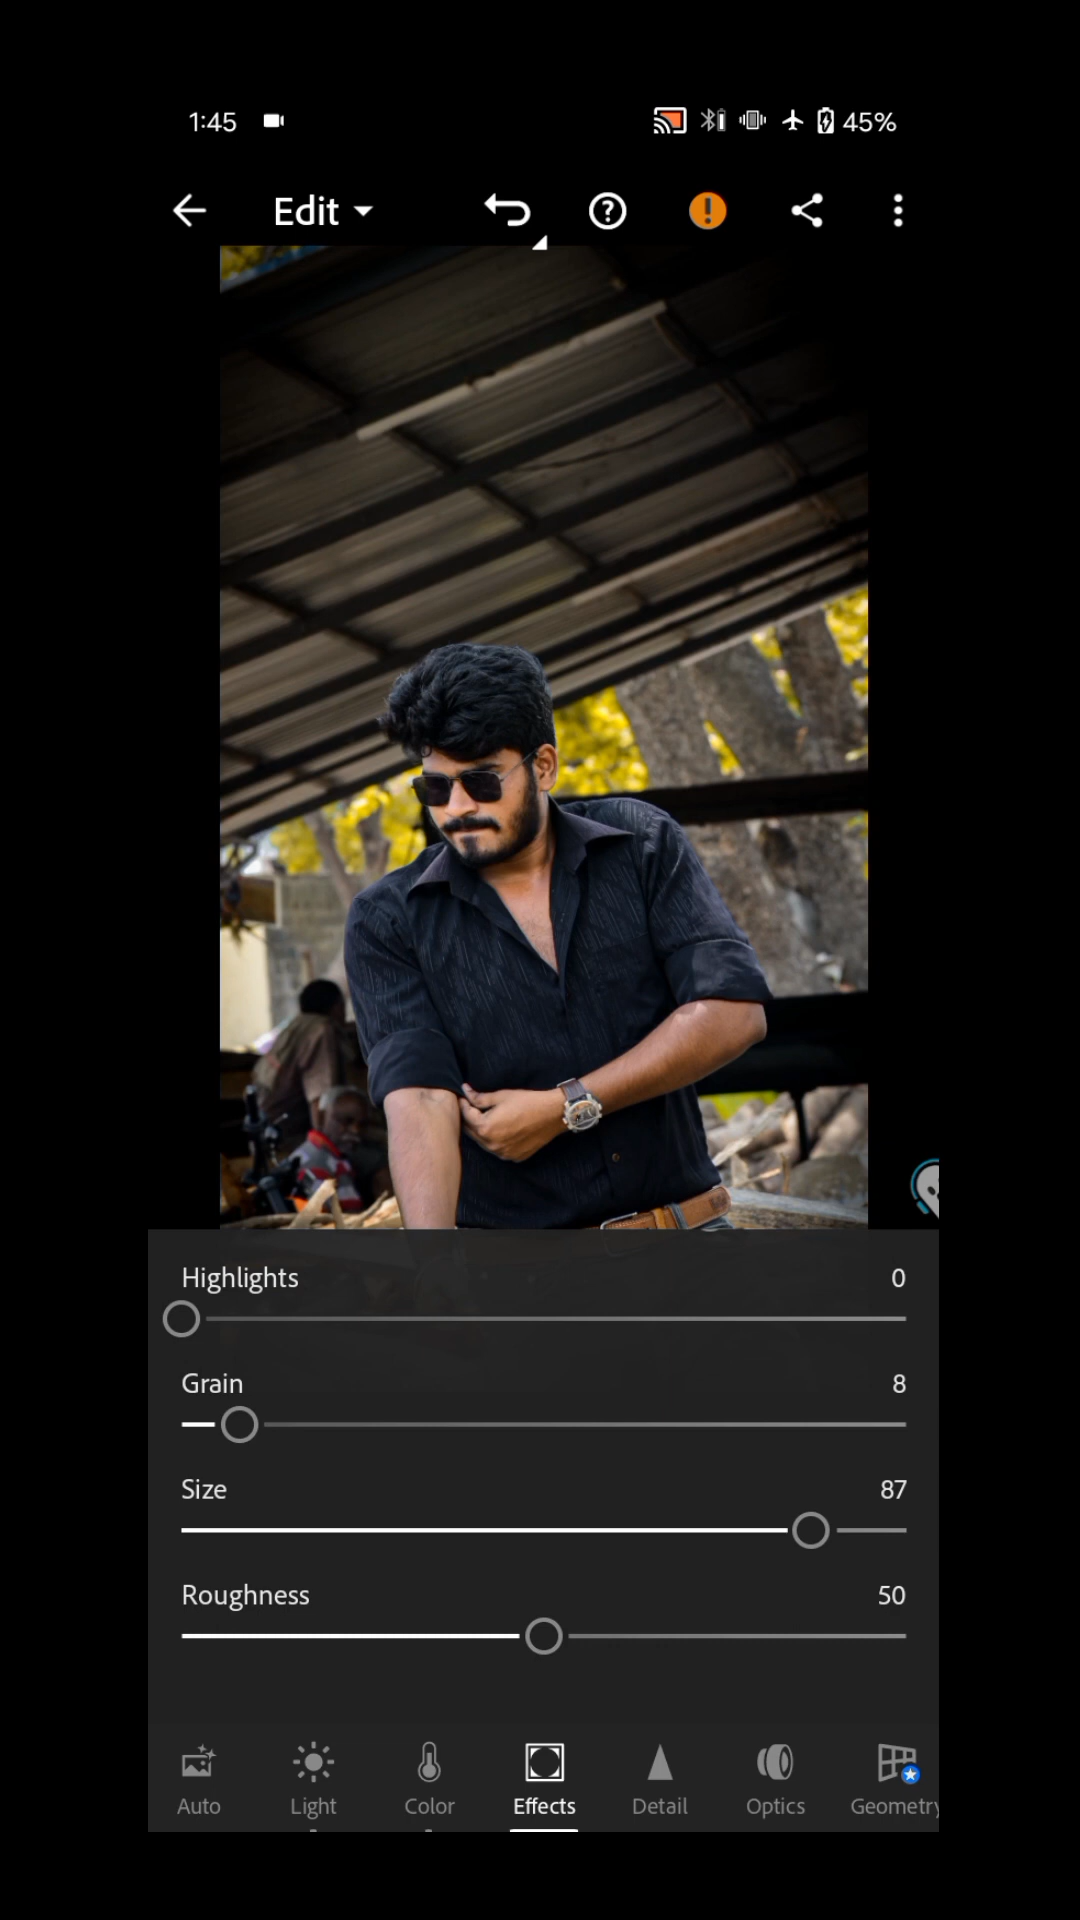 1:45 45%
Edit
Highlights 0
Grain 8
Size 87
Roughness 50
Auto Light Color Effects Detail Optics Geometry